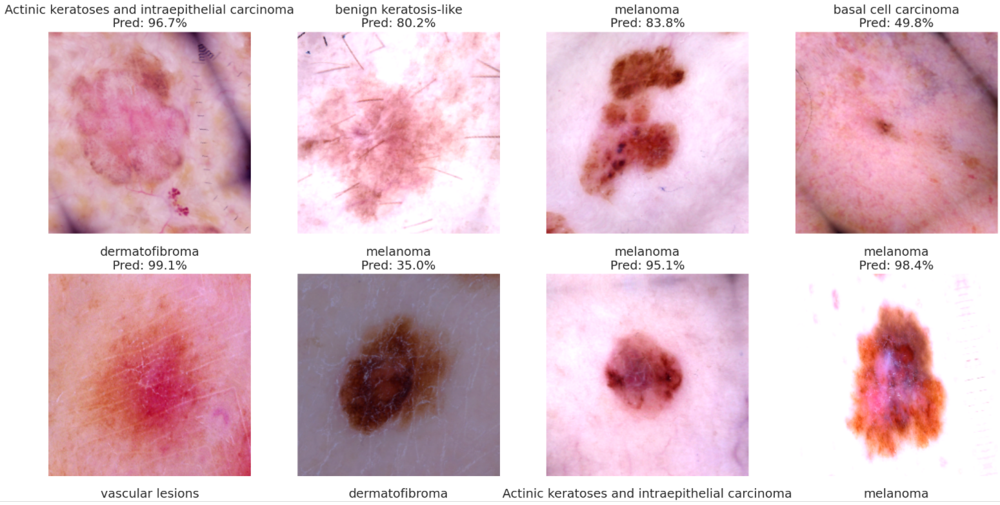 Actinic keratoses and intraepithelial carcinoma
Pred: 96.7%
benign keratosis-like
Pred: 80.2%
melanoma
Pred: 83.8%
basal cell carcinoma
Pred: 49.8%
dermatofibroma
Pred: 99.1%
melanoma
Pred: 35.0%
melanoma
Pred: 95.1%
melanoma
Pred: 98.4%
vascular lesions
dermatofibroma
Actinic keratoses and intraepithelial carcinoma
melanoma